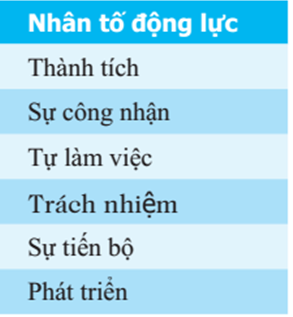 Nhân tố động lực
Thành tích
Sự công nhận
Tự làm việc
Trách nhiệm
Sự tiến bộ
Phát triển